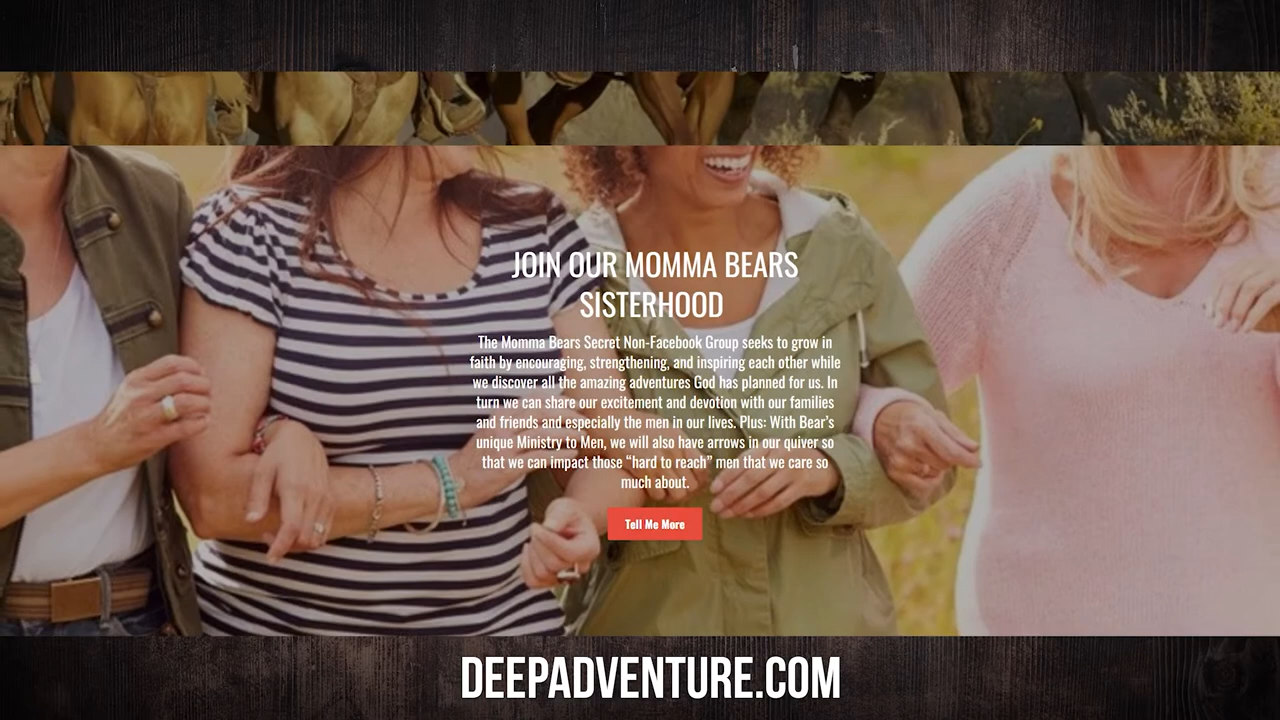 JOIN OUR MOMMA BEARS
SISTERHOOD
The Momma Bears Secret Non-Facebook Group seeks to grow in
faith by encouraging, strengthening, and inspiring each other while
we discover all the amazing adventures God has planned for us. In
turn we can share our excitement and devotion with our families
and friends and especially the men in our lives. Plus: With Bear’s
unique Ministry to Men, we will also have arrows in our quiver so
that we can impact those “hard to reach” men that we care so
much about.
Tell Me More
DEEPADVENTURE.COM